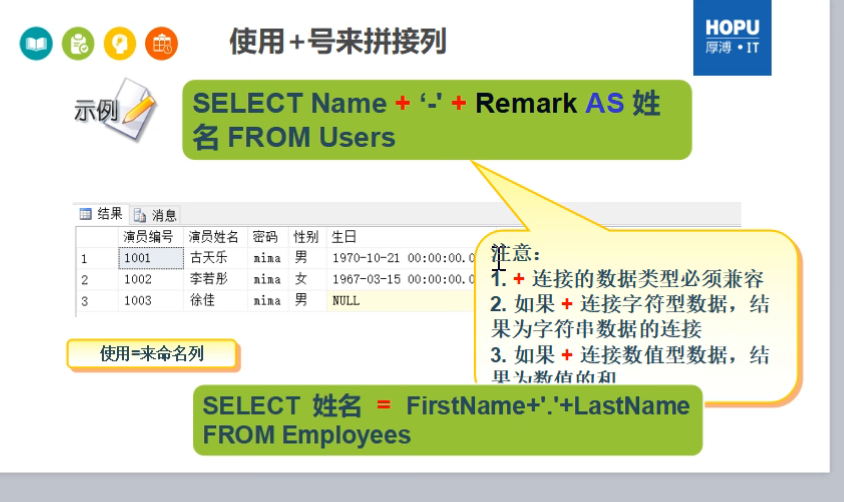 使用+号来拼接列
HOPU
厚溥•IT
示例
SELECT Name + ‘-' + Remark AS 姓
名 FROM Users
结果 消息
演员编号 演员姓名 密码 性别 生日
1 1001 古天乐 mima 男 1970-10-21 00:00:00.0
2 1002 李若彤 mima 女 1967-03-15 00:00:00.0
3 1003 徐佳 mima 男 NULL
注意：
1. + 连接的数据类型必须兼容
2. 如果 + 连接字符型数据，结
果为字符串数据的连接
3. 如果 + 连接数值型数据，结
果为数值的和
使用=来命名列
SELECT 姓名 = FirstName+'.'+LastName
FROM Employees